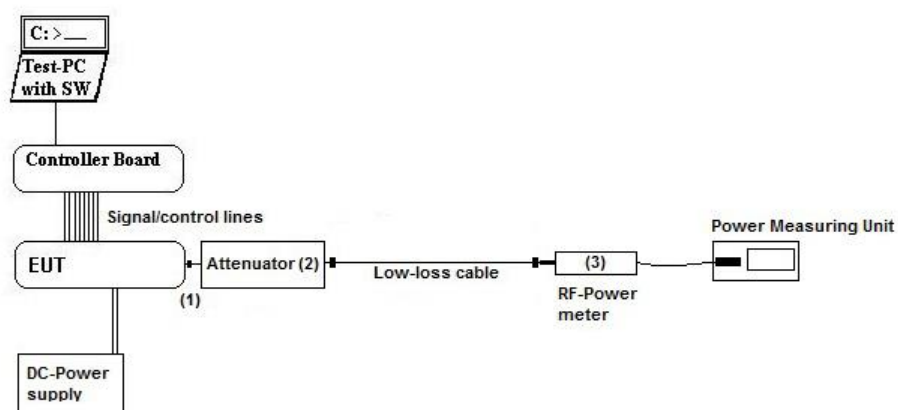 C:>__
Test-PC
with SW
Controller Board
Signal/control lines
EUT
(1)
Attenuator (2)
Low-loss cable
(3)
RF-Power
meter
Power Measuring Unit
DC-Power
supply